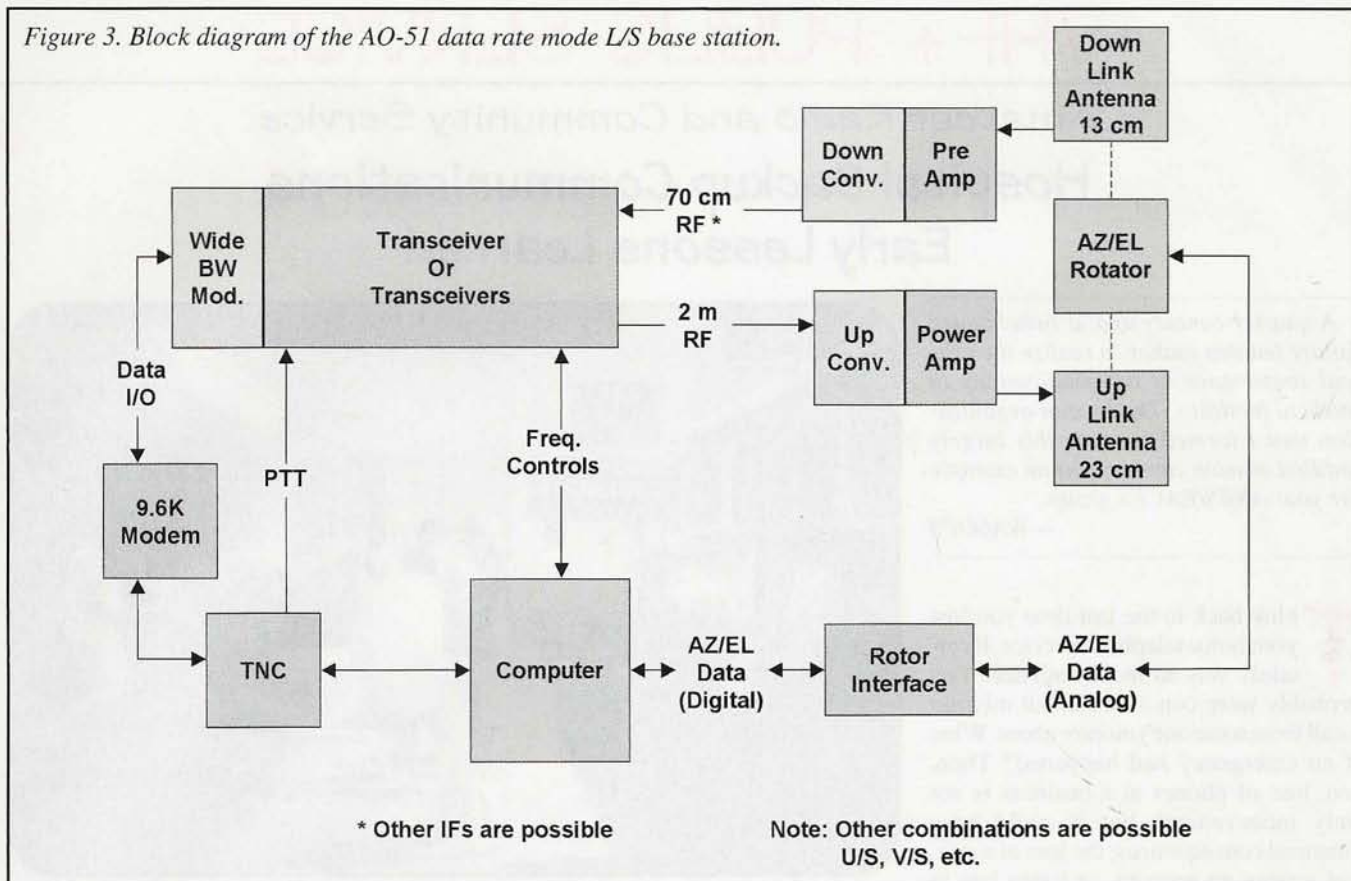 Figure 3. Block diagram of the AO-51 data rate mode L/S base station.
Down
Link
Antenna
13 cm
Down
Conv.
Pre
Amp
70 cm
RF *
Wide
BW
Mod.
Transceiver
Or
Transceivers
AZ/EL
Rotator
2 m
RF
Up
Conv.
Power
Amp
Up
Link
Antenna
23 cm
Data
I/O
PTT
Freq.
Controls
9.6K
Modem
TNC
Computer
AZ/EL
Data
(Digital)
Rotor
Interface
AZ/EL
Data
(Analog)
* Other IFs are possible
Note: Other combinations are possible
U/S, V/S, etc.